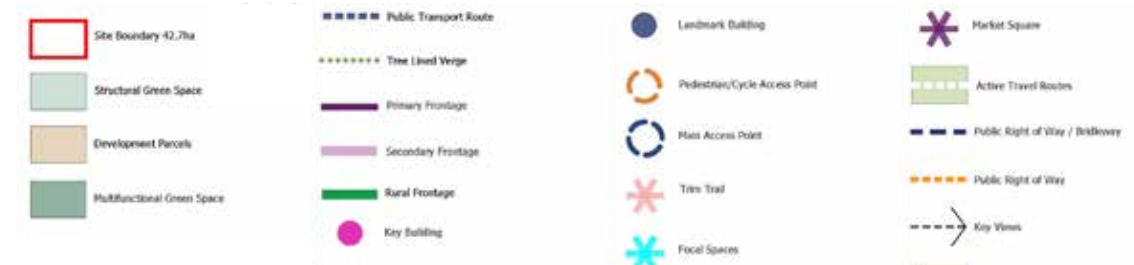 Site Boundary 42.7ha
Structural Green Space
Development Parcels
Multifunctional Green Space
Public Transport Route
Tree Lined Verge
Primary Frontage
Secondary Frontage
Rural Frontage
Key Building
Landmark Building
Pedestrian/Cycle Access Point
Main Access Point
Trim Trail
Focal Spaces
Market Square
Active Travel Routes
Public Right of Way / Bridleway
Public Right of Way
Key Views